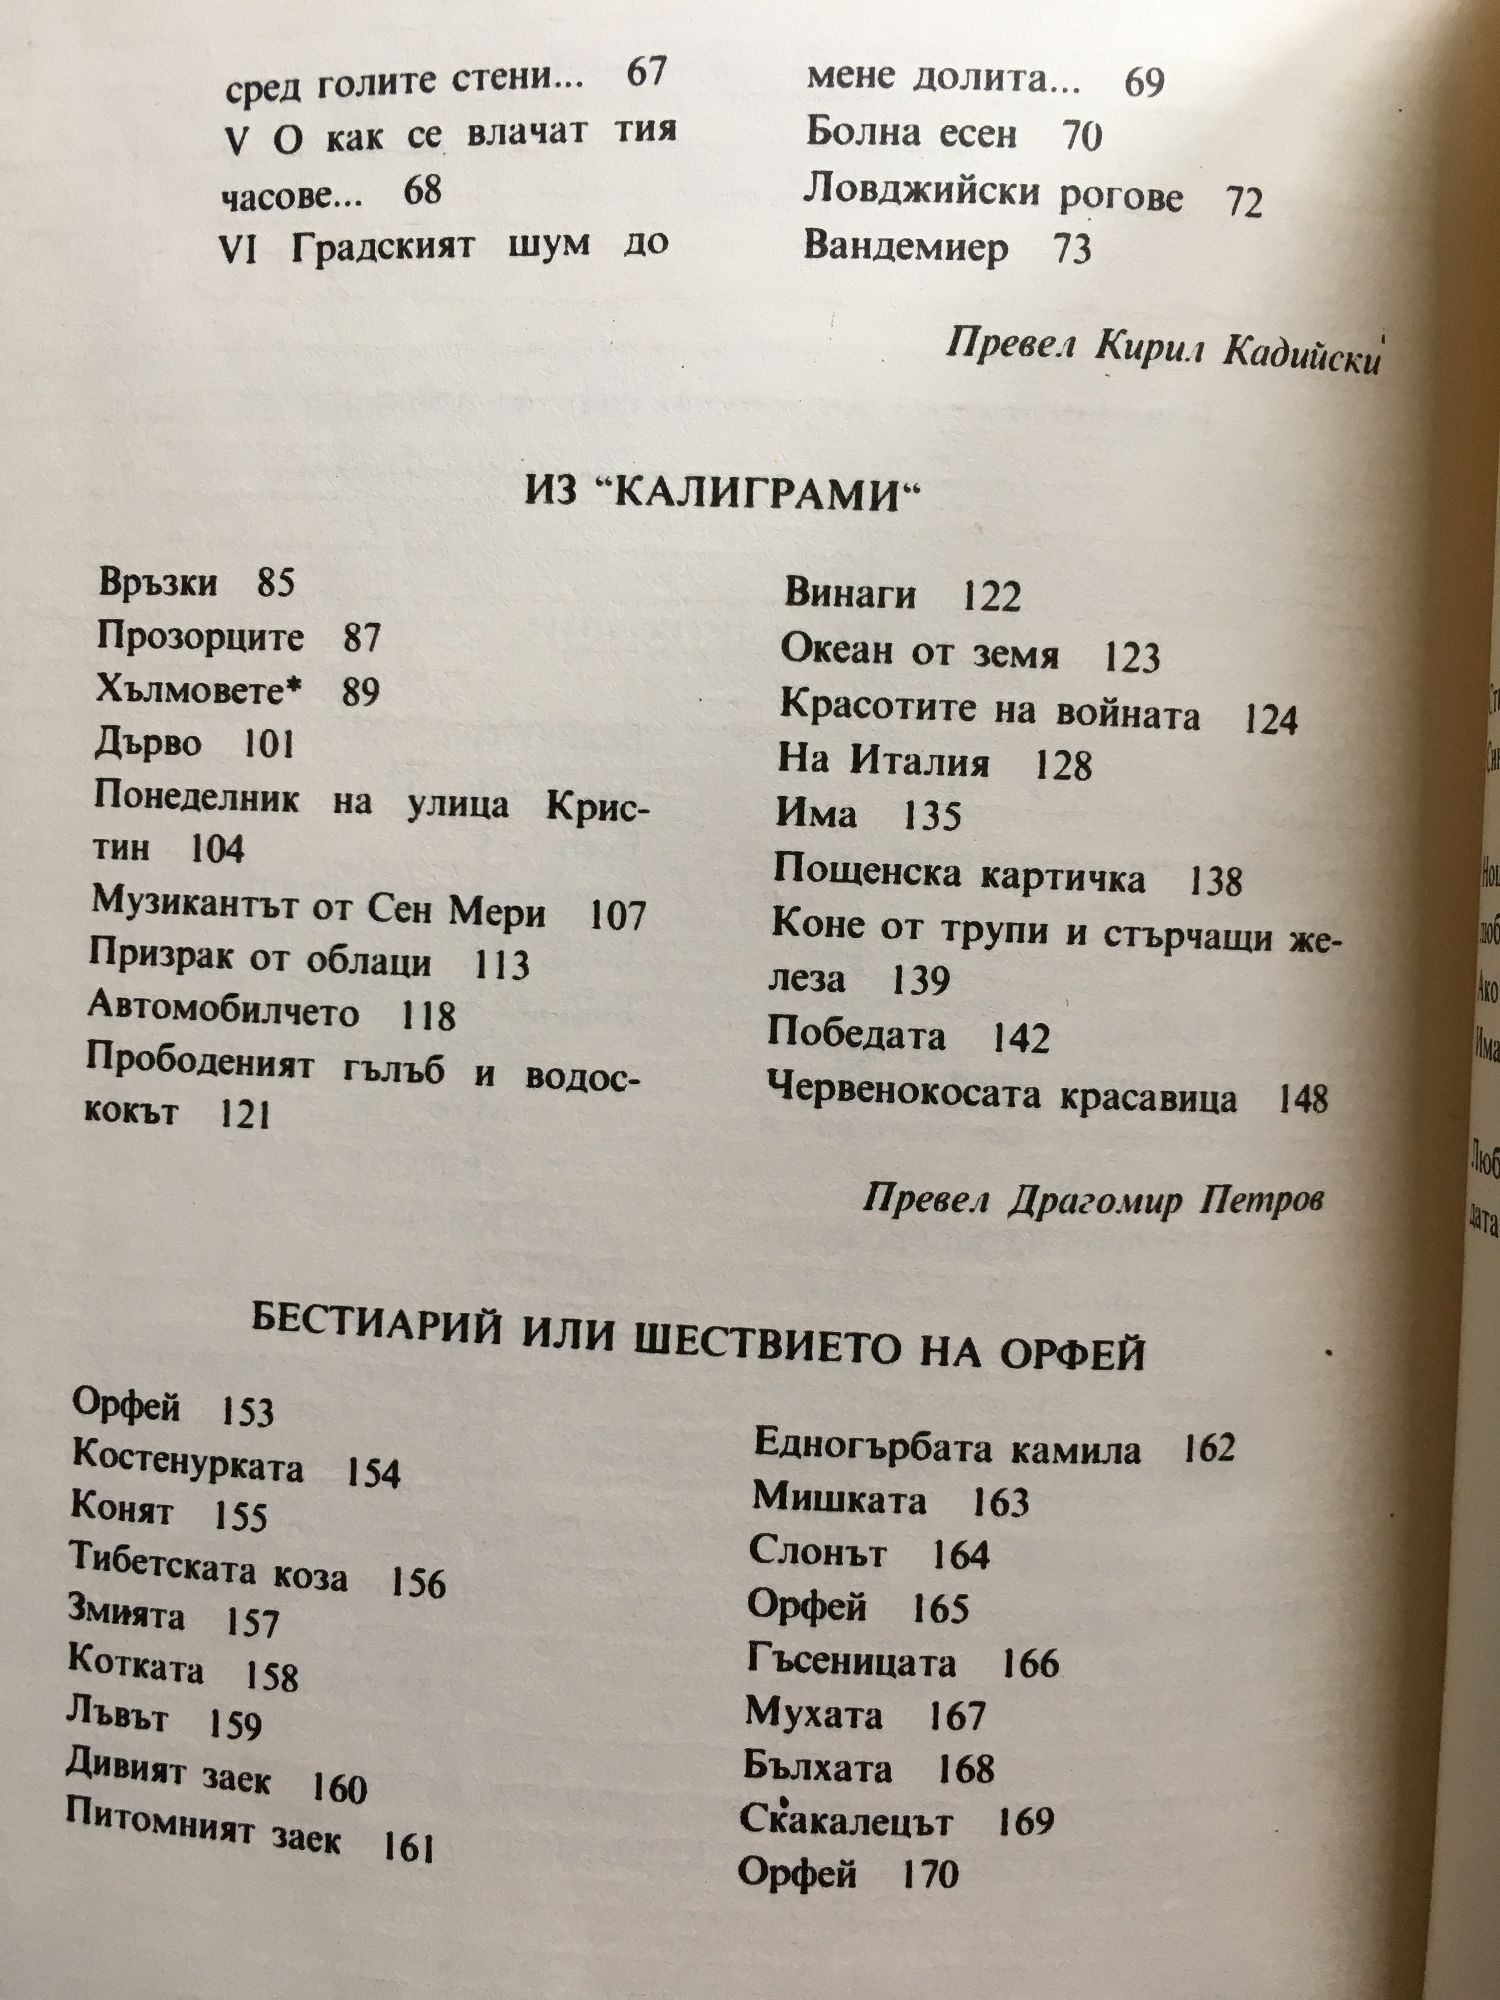 сред голите стени... 67
V О как се влачат тия
часове... 68
VI Градският шум до
мене долита... 69
Болна есен 70
Ловджийски рогове 72
Вандемиер 73
Превел Кирил Кадийски
ИЗ “КАЛИГРАМИ“
Връзки 85
Прозорците 87
Хълмовете* 89
Дърво 101
Понеделник на улица Крис-
тин 104
Музикантът от Сен Мери 107
Призрак от облаци 113
Автомобилчето 118
Прободеният гълъб и водос-
кокът 121
Винаги 122
Океан от земя 123
Красотите на войната 124
На Италия 128
Има 135
Пощенска картичка 138
Коне от трупи и стърчащи же-
леза 139
Победата 142
Червенокосата красавица 148
Превел Драгомир Петров
БЕСТИАРИЙ ИЛИ ШЕСТВИЕТО НА ОРФЕЙ
Орфей 153
Костенурката 154
Конят 155
Тибетската коза 156
Змията 157
Котката 158
Лъвът 159
Дивият заек 160
Питомният заек 161
Едногърбата камила 162
Мишката 163
Слонът 164
Орфей 165
Гъсеницата 166
Мухата 167
Бълхата 168
Скакалецът 169
Орфей 170
Ако
Има